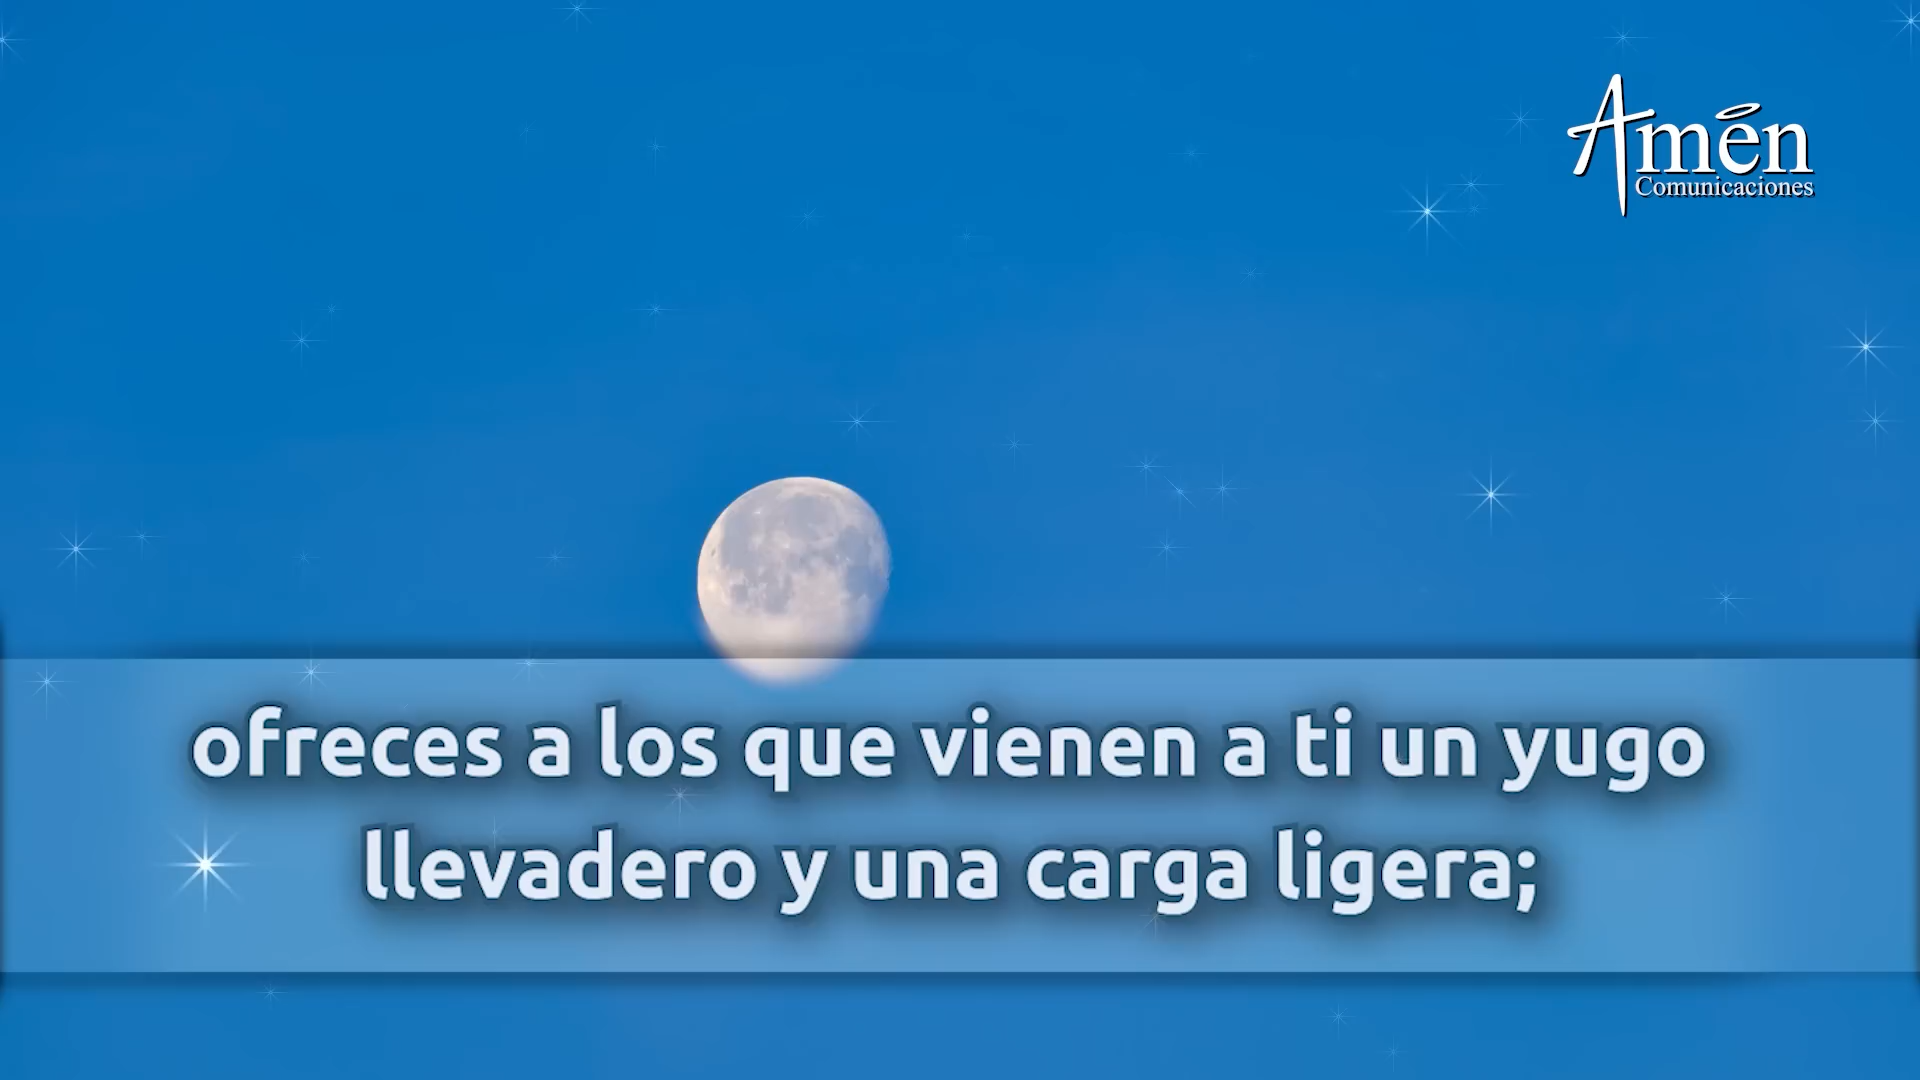 Amén
Comunicaciones
ofreces a los que vienen a ti un yugo
llevadero y una carga ligera;